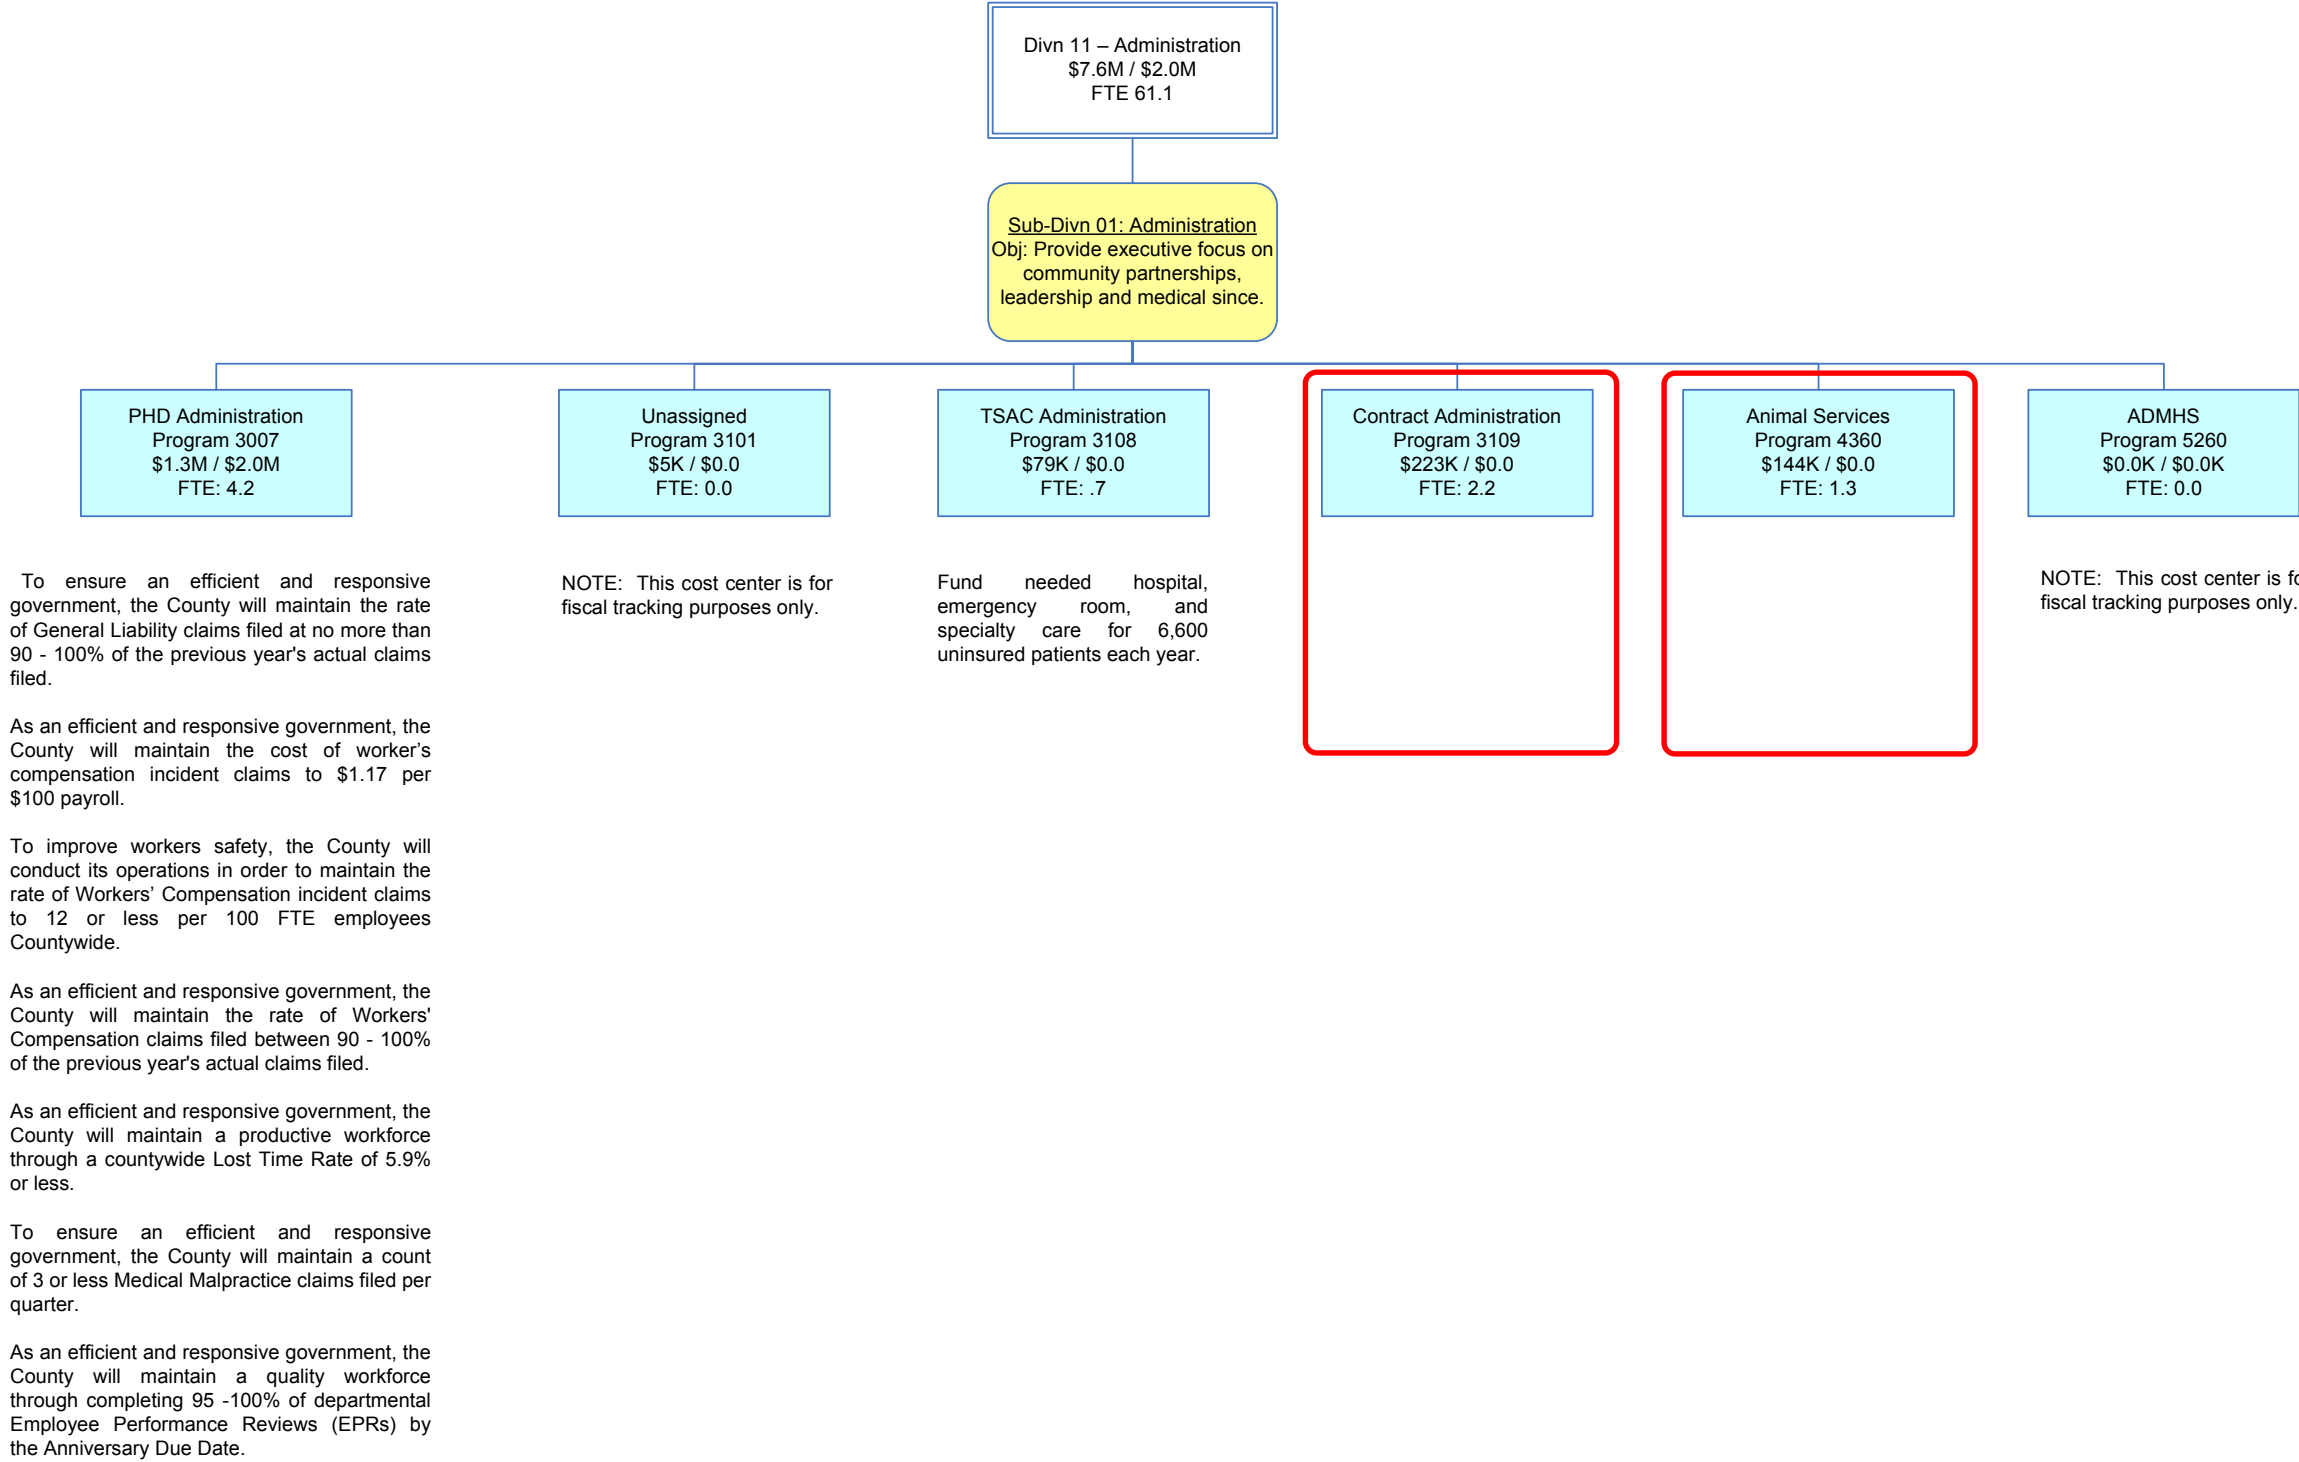 Divn 11 – Administration
$7.6M / $2.0M
FTE 61.1
Sub-Divn 01: Administration
Obj: Provide executive focus on
community partnerships,
leadership and medical since.
PHD Administration
Program 3007
$1.3M / $2.0M
FTE: 4.2
Unassigned
Program 3101
$5K / $0.0
FTE: 0.0
TSAC Administration
Program 3108
$79K / $0.0
FTE: .7
Contract Administration
Program 3109
$223K / $0.0
FTE: 2.2
Animal Services
Program 4360
$144K / $0.0
FTE: 1.3
ADMHS
Program 5260
$0.0K / $0.0K
FTE: 0.0
To ensure an efficient and responsive
government, the County will maintain the rate
of General Liability claims filed at no more than
90 - 100% of the previous year's actual claims
filed.
As an efficient and responsive government, the
County will maintain the cost of worker’s
compensation incident claims to $1.17 per
$100 payroll.
To improve workers safety, the County will
conduct its operations in order to maintain the
rate of Workers’ Compensation incident claims
to 12 or less per 100 FTE employees
Countywide.
As an efficient and responsive government, the
County will maintain the rate of Workers'
Compensation claims filed between 90 - 100%
of the previous year's actual claims filed.
As an efficient and responsive government, the
County will maintain a productive workforce
through a countywide Lost Time Rate of 5.9%
or less.
To ensure an efficient and responsive
government, the County will maintain a count
of 3 or less Medical Malpractice claims filed per
quarter.
As an efficient and responsive government, the
County will maintain a quality workforce
through completing 95 -100% of departmental
Employee Performance Reviews (EPRs) by
the Anniversary Due Date.
NOTE: This cost center is for
fiscal tracking purposes only.
Fund needed hospital,
emergency room, and
specialty care for 6,600
uninsured patients each year.
NOTE: This cost center is fo
fiscal tracking purposes only.